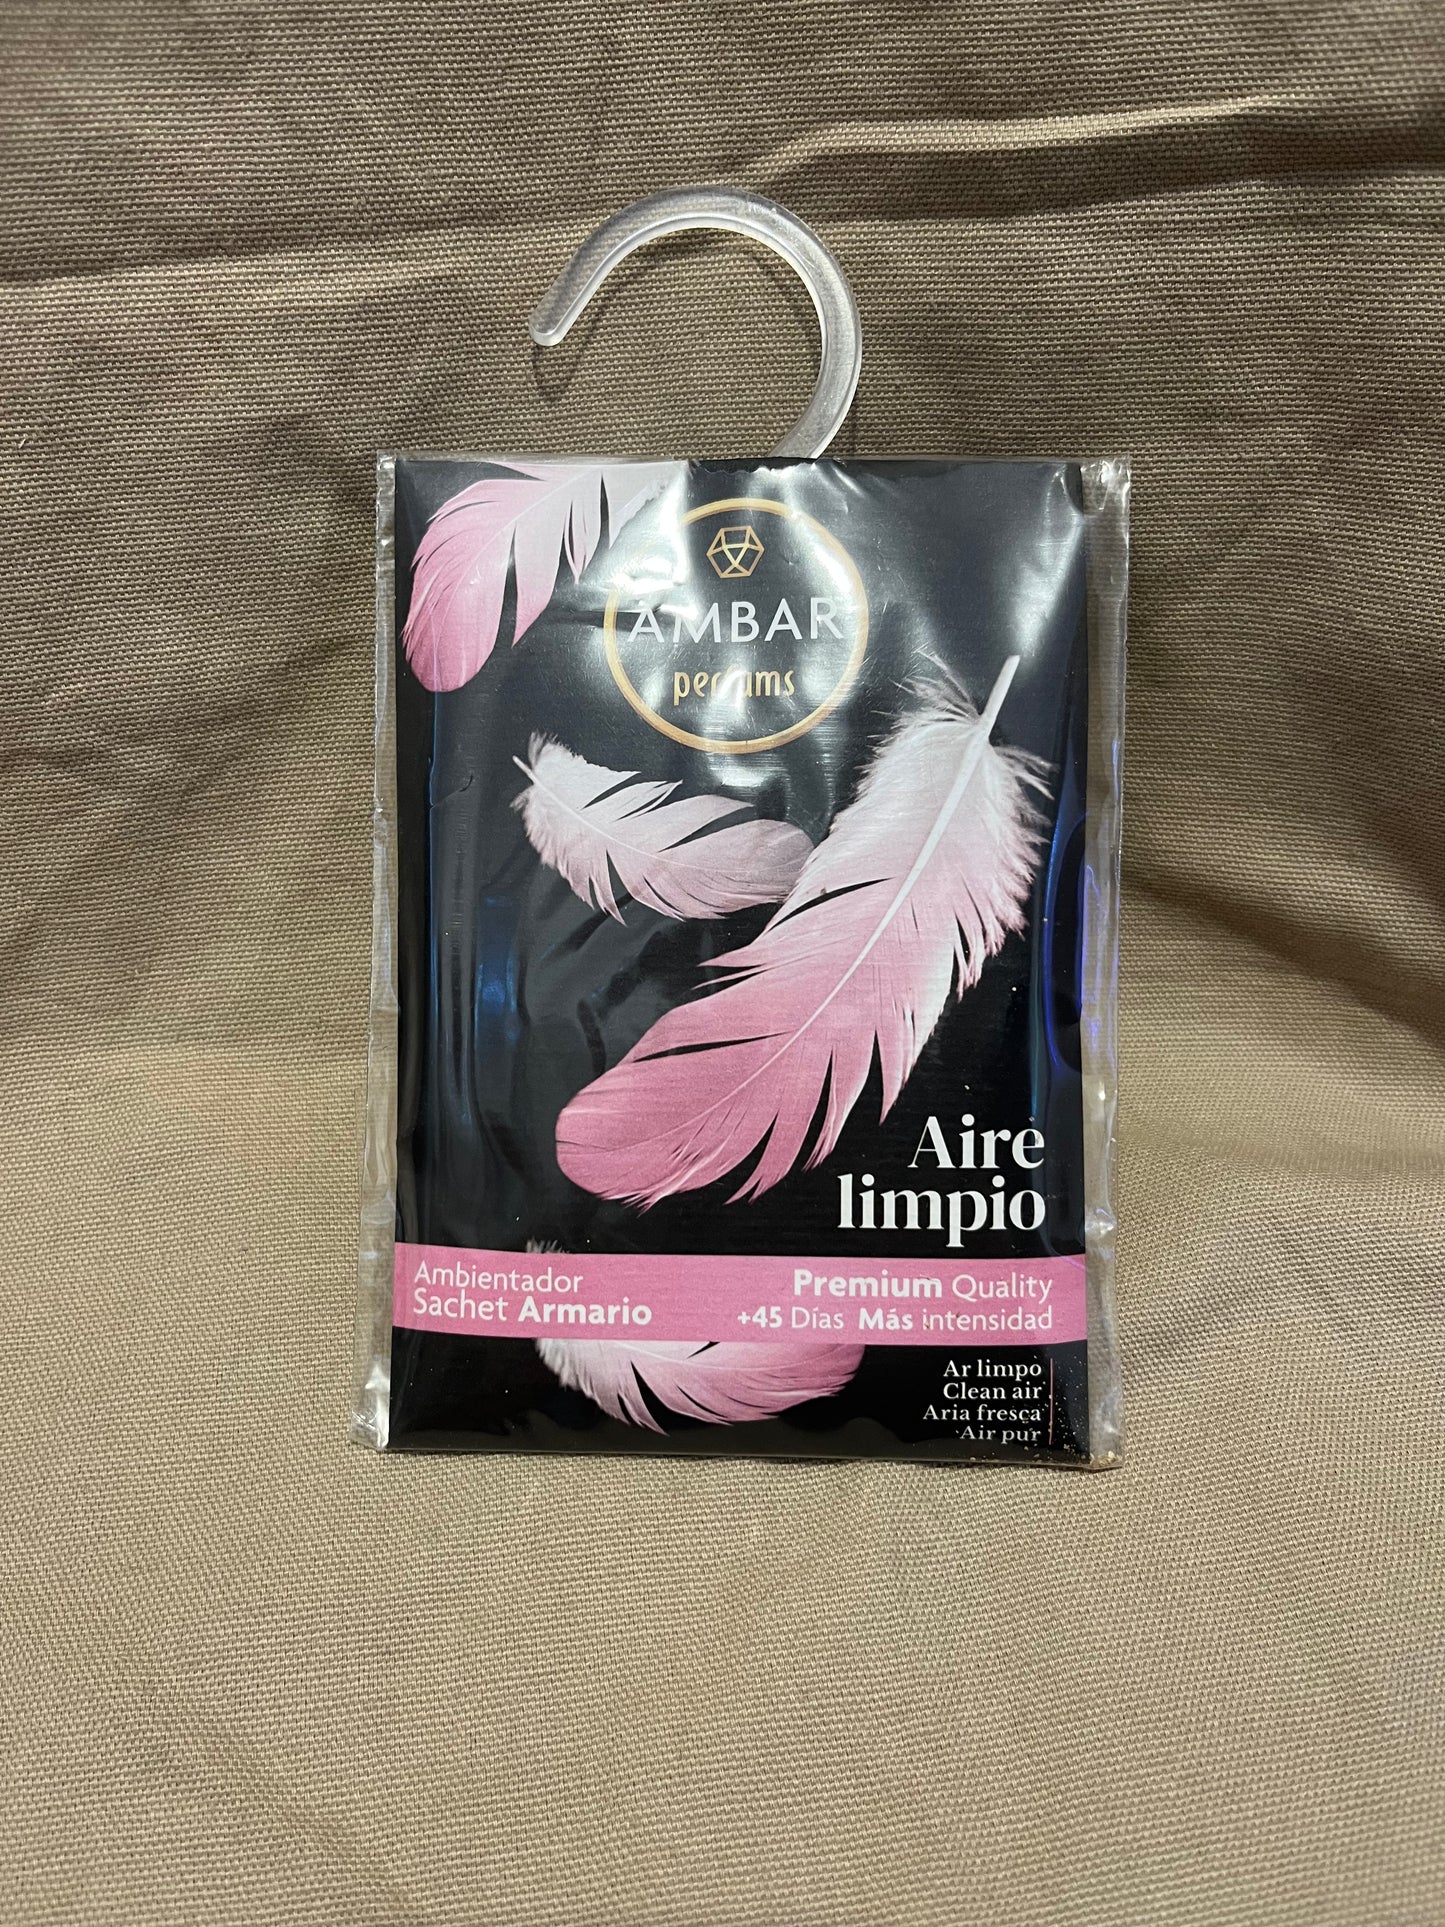 AMBAR
perfums
Aire
limpio
Ambientador
Sachet Armario
Premium Quality
+45 Días Más intensidad
Ar limpo
Clean air
Aria fresca
Air pur